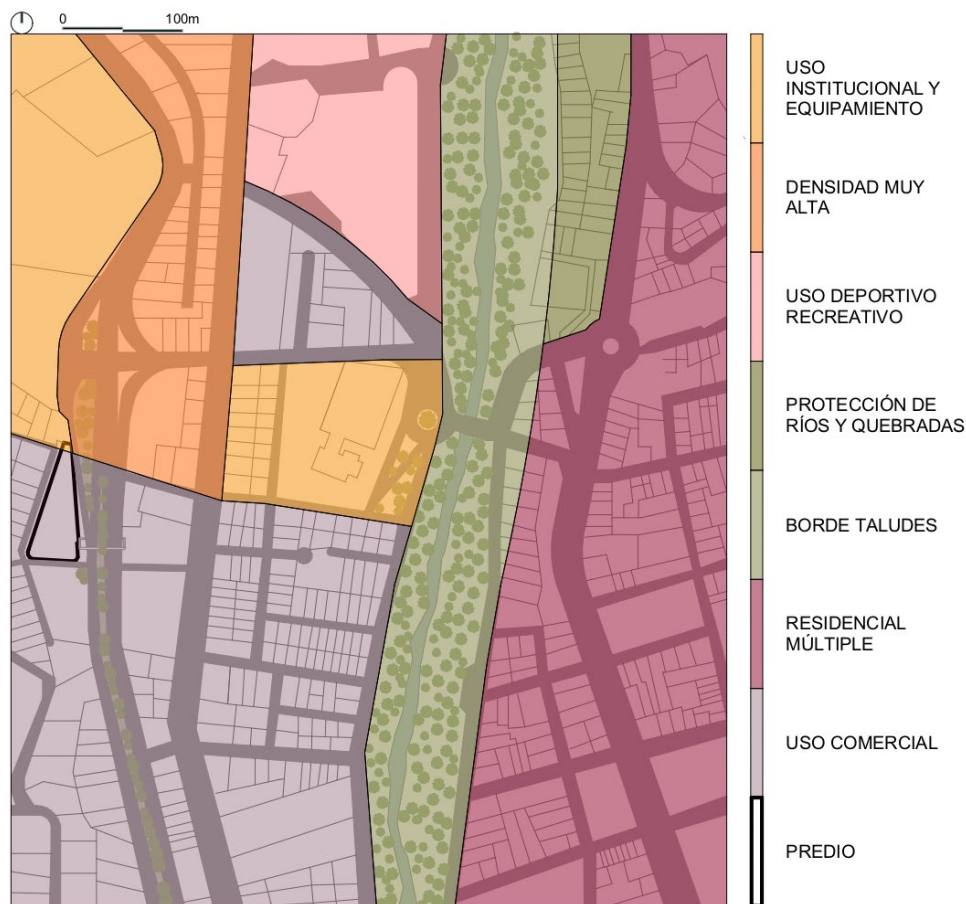 0 100m
USO
INSTITUCIONAL Y
EQUIPAMIENTO
DENSIDAD MUY
ALTA
USO DEPORTIVO
RECREATIVO
PROTECCIÓN DE
RÍOS Y QUEBRADAS
BORDE TALUDES
RESIDENCIAL
MÚLTIPLE
USO COMERCIAL
PREDIO